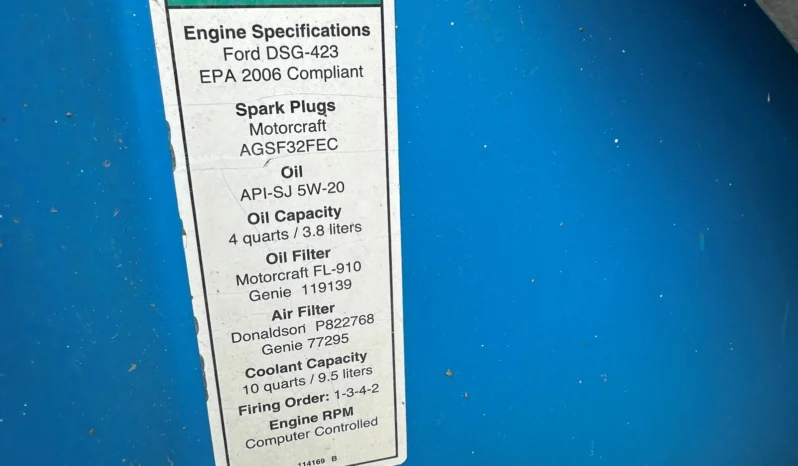 Engine Specifications
Ford DSG-423
EPA 2006 Compliant
Spark Plugs
Motorcraft
AGSF32FEC
Oil
API-SJ 5W-20
Oil Capacity
4 quarts / 3.8 liters
Oil Filter
Motorcraft FL-910
Genie 119139
Air Filter
Donaldson P822768
Genie 77295
Coolant Capacity
10 quarts / 9.5 liters
Firing Order: 1-3-4-2
Engine RPM
Computer Controlled
114169 B